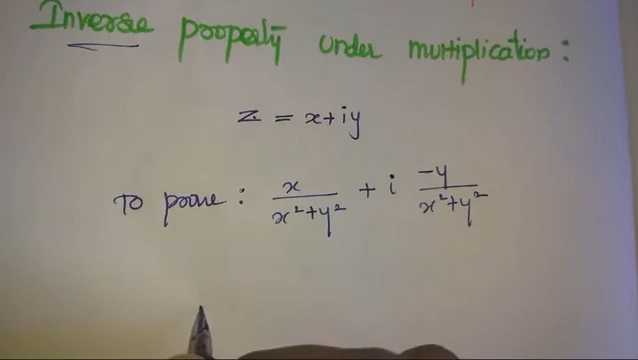 Inverse property under multiplication:
z = x+iy
To prove: x/(x²+y²) + i -y/(x²+y²)